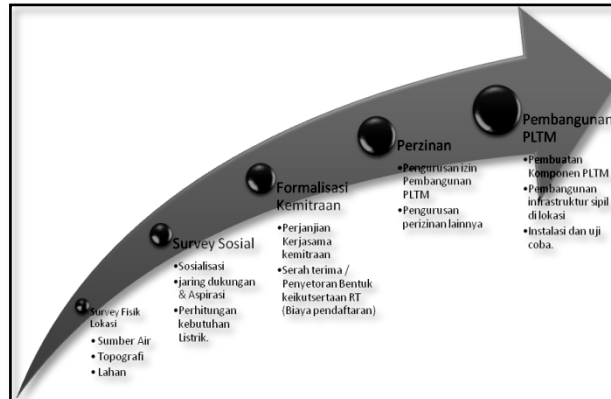 Survey Fisik
Lokasi
• Sumber Air
• Topografi
• Lahan
Survey Sosial
•Sosialisasi
•jaring dukungan
& Aspirasi
•Perhitungan
kebutuhan
Listrik.
Formalisasi
Kemitraan
•Perjanjian
Kerjasama
kemitraan
•Serah terima /
Penyetoran Bentuk
keikutsertaan RT
(Biaya pendaftaran)
Perzinan
•Pengurusan izin
Pembangunan
PLTM
•Pengurusan
perizinan lainnya
Pembangunan
PLTM
•Pembuatan
Komponen PLTM
•Pembangunan
infrastruktur sipil
di lokasi
•Instalasi dan uji
coba.